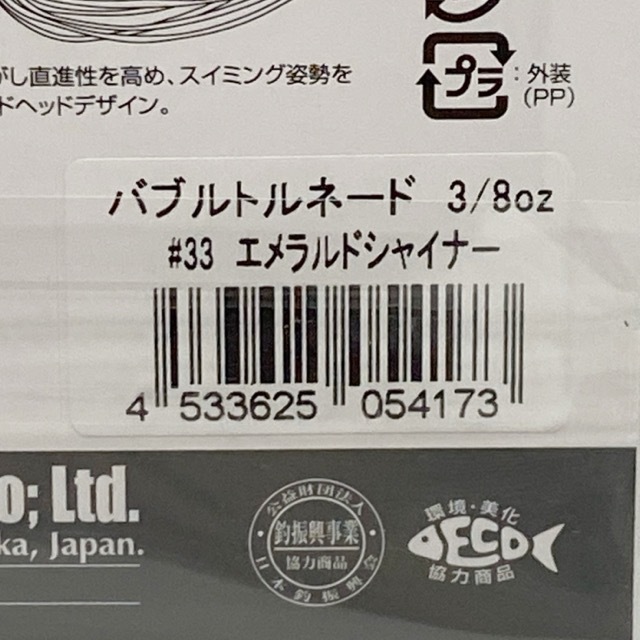 がし直進性を高め、スイミング姿勢を
ドヘッドデザイン。
プラ
:外装
(PP)
バブルトルネード 3/8oz
#33 エメラルドシャイナー
4 533625 054173
o; Ltd.
ka, Japan.
公益財団法人
釣振興事業
協力商品
日本釣振興会
環境・美化
ECO
協力商品